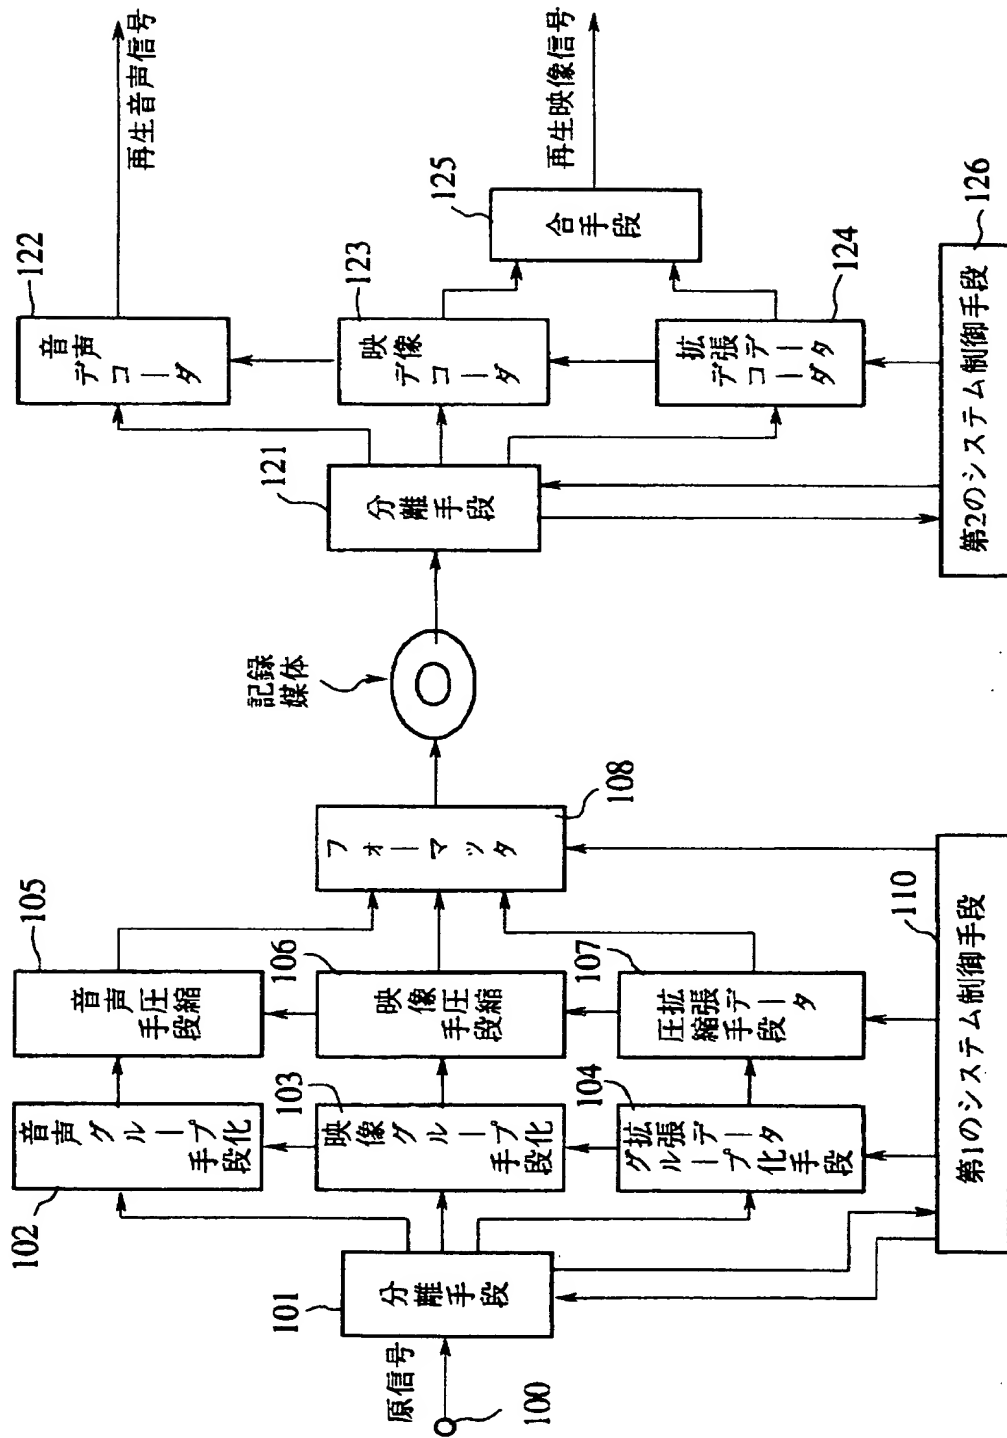 原信号
100
101
分離手段
102
音声グループ化
手段
103
映像グループ化
手段
104
拡張データ
グループ化手段
105
音声圧縮
手段
106
映像圧縮
手段
107
拡張データ
圧縮手段
108
フォーマッタ
110
第1のシステム制御手段
記録
媒体
121
分離手段
122
音声
デコーダ
123
映像
デコーダ
124
拡張データ
デコーダ
125
合手段
126
第2のシステム制御手段
再生音声信号
再生映像信号